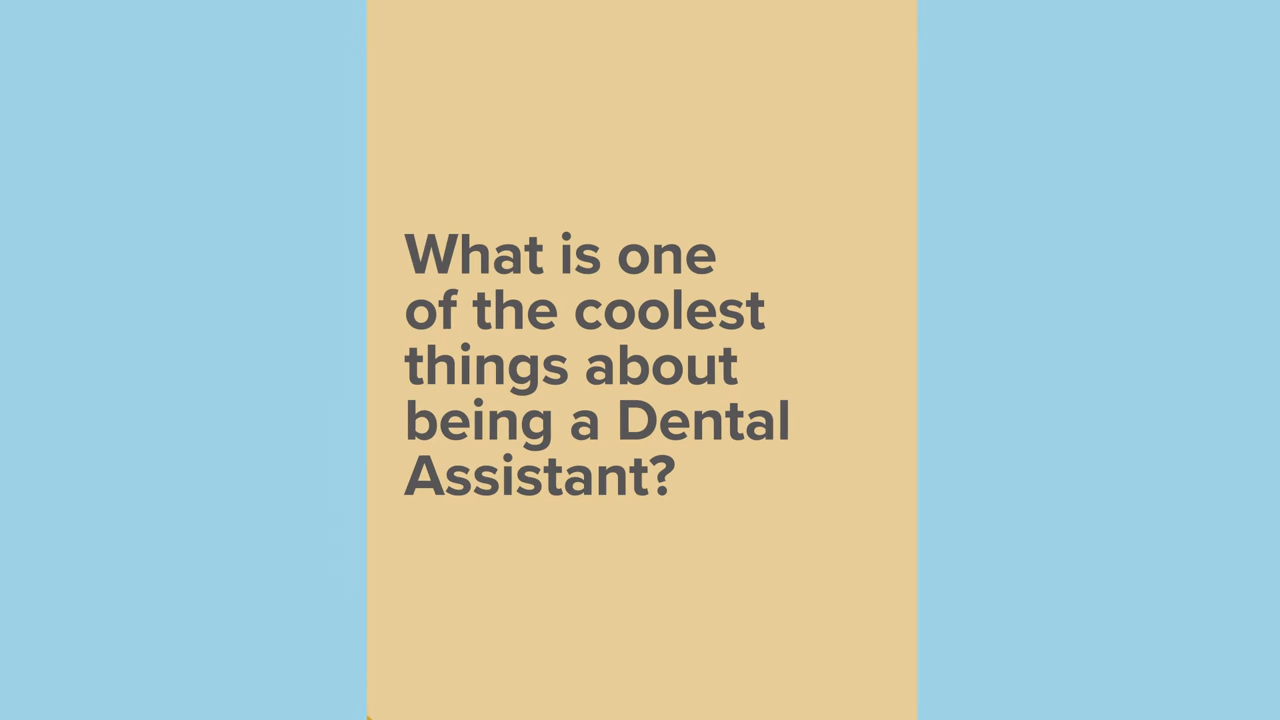 What is one
of the coolest
things about
being a Dental
Assistant?